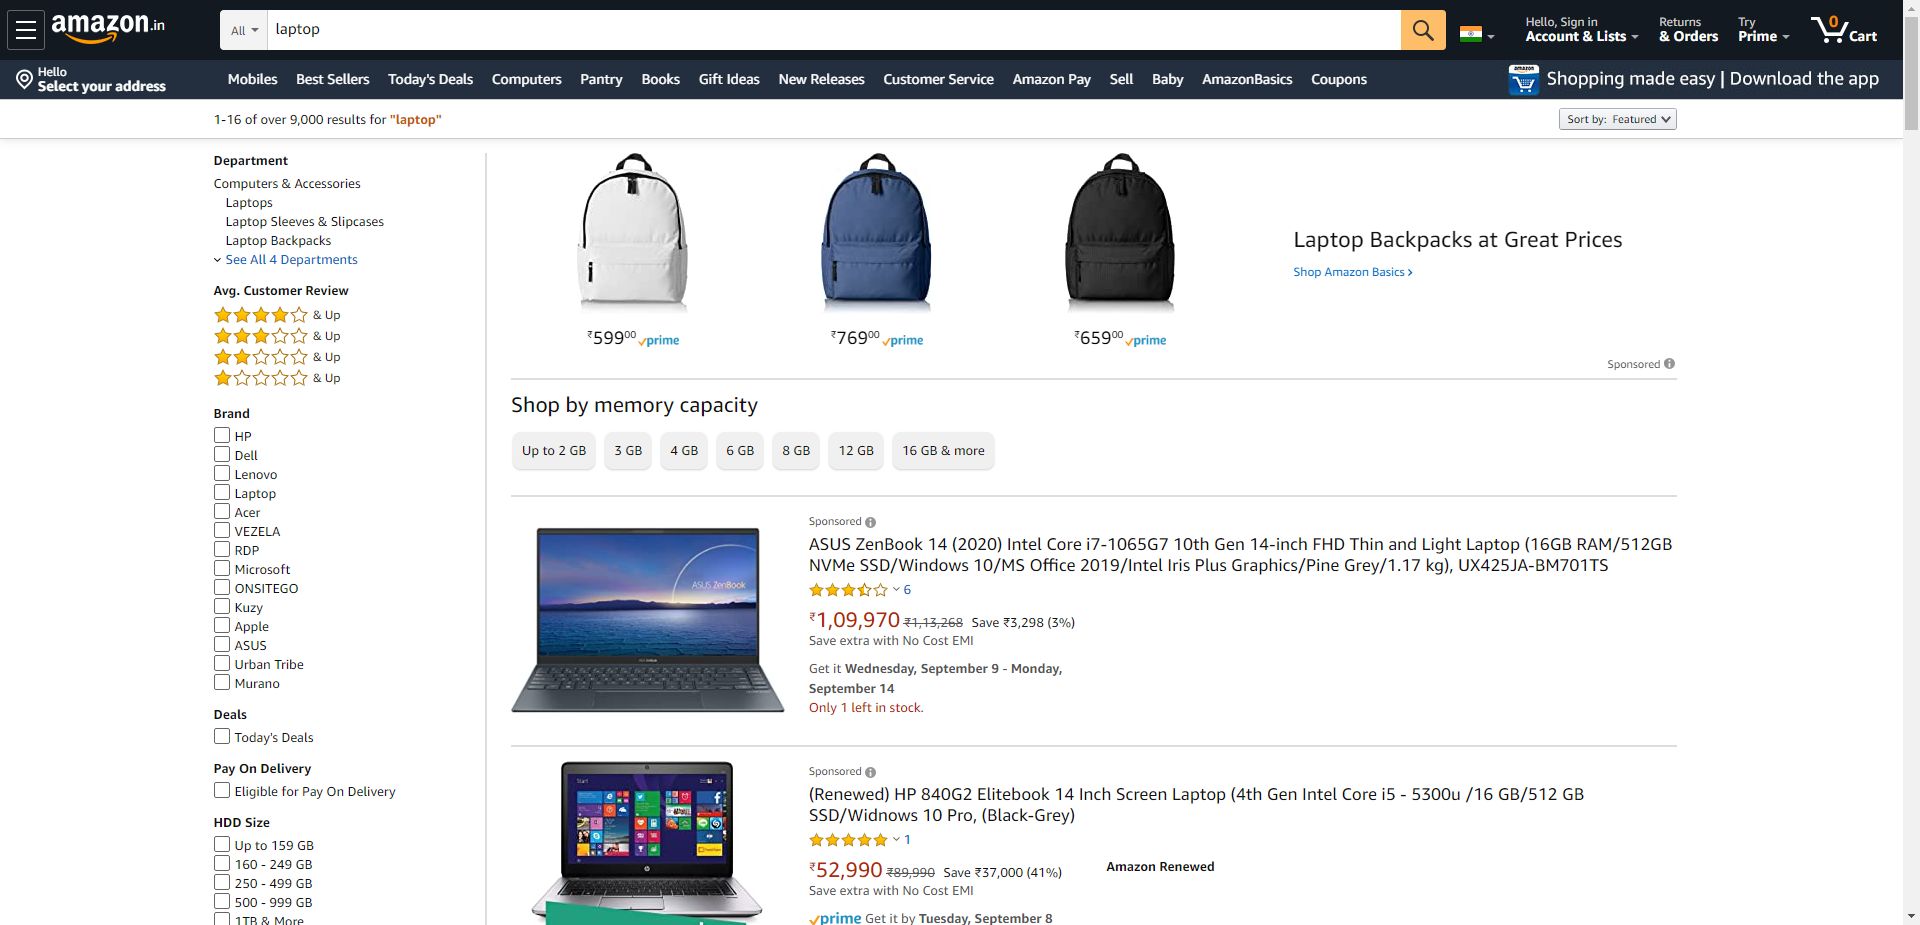 amazon.in
All
laptop
Hello, Sign in
Account & Lists
Returns
& Orders
Try
Prime
0
Cart
Hello
Select your address
Mobiles
Best Sellers
Today's Deals
Computers
Pantry
Books
Gift Ideas
New Releases
Customer Service
Amazon Pay
Sell
Baby
AmazonBasics
Coupons
amazon
Shopping made easy | Download the app
1-16 of over 9,000 results for "laptop"
Sort by: Featured
Department
Computers & Accessories
Laptops
Laptop Sleeves & Slipcases
Laptop Backpacks
See All 4 Departments
Avg. Customer Review
& Up
& Up
& Up
& Up
Brand
HP
Dell
Lenovo
Laptop
Acer
VEZELA
RDP
Microsoft
ONSITEGO
Kuzy
Apple
ASUS
Urban Tribe
Murano
Deals
Today's Deals
Pay On Delivery
Eligible for Pay On Delivery
HDD Size
Up to 159 GB
160 - 249 GB
250 - 499 GB
500 - 999 GB
1TB & More
₹59900 prime
₹76900 prime
₹65900 prime
Laptop Backpacks at Great Prices
Shop Amazon Basics ›
Sponsored
Shop by memory capacity
Up to 2 GB
3 GB
4 GB
6 GB
8 GB
12 GB
16 GB & more
ASUS ZenBook
Sponsored
ASUS ZenBook 14 (2020) Intel Core i7-1065G7 10th Gen 14-inch FHD Thin and Light Laptop (16GB RAM/512GB
NVMe SSD/Windows 10/MS Office 2019/Intel Iris Plus Graphics/Pine Grey/1.17 kg), UX425JA-BM701TS
6
₹1,09,970 ₹1,13,268 Save ₹3,298 (3%)
Save extra with No Cost EMI
Get it Wednesday, September 9 - Monday,
September 14
Only 1 left in stock.
Start
Sponsored
(Renewed) HP 840G2 Elitebook 14 Inch Screen Laptop (4th Gen Intel Core i5 - 5300u /16 GB/512 GB
SSD/Widnows 10 Pro, (Black-Grey)
1
₹52,990 ₹89,990 Save ₹37,000 (41%)
Save extra with No Cost EMI
prime Get it by Tuesday, September 8
Amazon Renewed